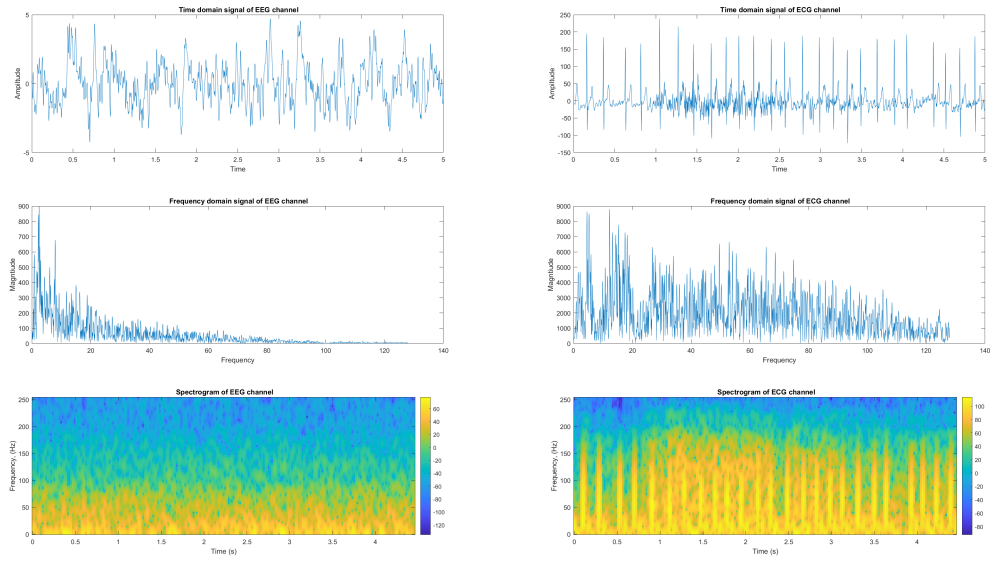 Time domain signal of EEG channel
5
0
-5
Amplitude
0 0.5 1 1.5 2 2.5 3 3.5 4 4.5 5
Time
Time domain signal of ECG channel
250
200
150
100
50
0
-50
-100
-150
Amplitude
0 0.5 1 1.5 2 2.5 3 3.5 4 4.5 5
Time
Frequency domain signal of EEG channel
900
800
700
600
500
400
300
200
100
0
Magnitude
0 20 40 60 80 100 120 140
Frequency
Frequency domain signal of ECG channel
9000
8000
7000
6000
5000
4000
3000
2000
1000
0
Magnitude
0 20 40 60 80 100 120 140
Frequency
Spectrogram of EEG channel
250
200
150
100
50
0
Frequency, (Hz)
0 0.5 1 1.5 2 2.5 3 3.5 4
Time (s)
60
40
20
0
-20
-40
-60
-80
-100
-120
Spectrogram of ECG channel
250
200
150
100
50
0
Frequency, (Hz)
0 0.5 1 1.5 2 2.5 3 3.5 4
Time (s)
100
80
60
40
20
0
-20
-40
-60
-80